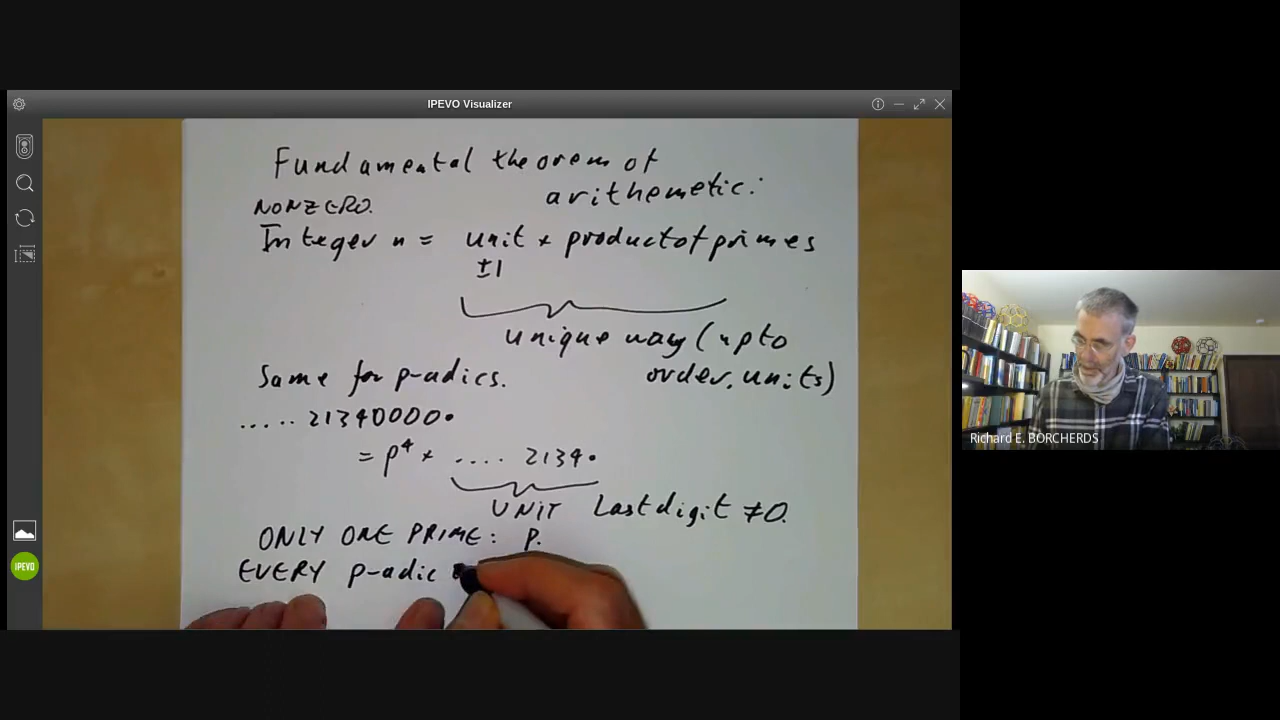 IPEVO Visualizer
Fundamental theorem of
arithemetic:
NONZERO.
Integer n = unit × product of primes
±1
unique way (up to
order, units)
Same for p-adics.
..... 21340000.
= p⁴ × .... 2134.
UNIT Last digit ≠0.
ONLY ONE PRIME: p.
EVERY p-adic
Richard E. BORCHERDS
IPEVO